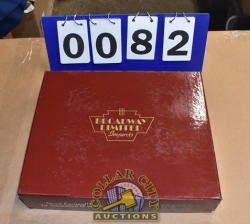 0082
BROADWAY
LIMITED
Imports
COLLAR CITY
AUCTIONS